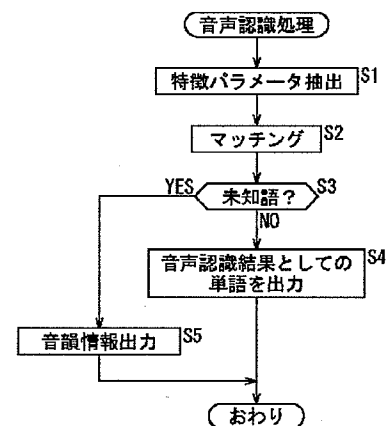 音声認識処理
特徴パラメータ抽出 S1
マッチング S2
YES 未知語? S3
NO
音声認識結果としての S4
単語を出力
音韻情報出力 S5
おわり